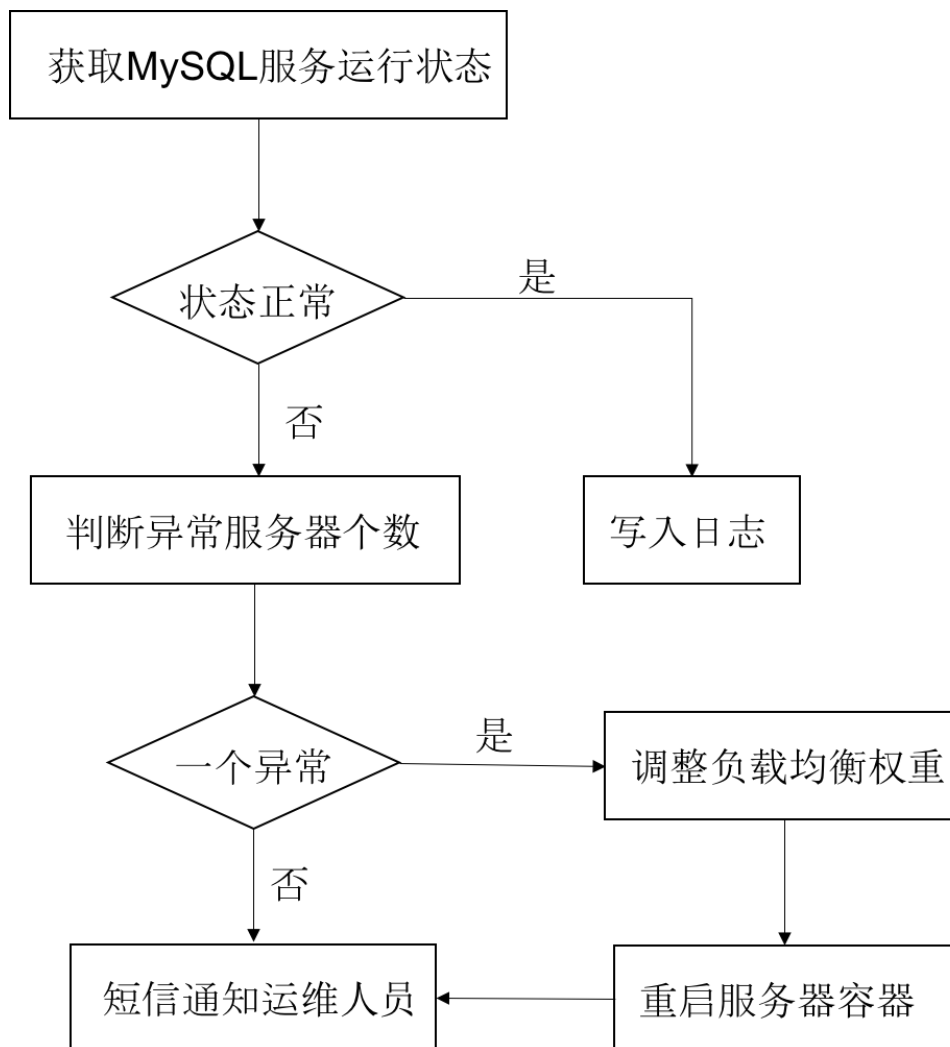 获取MySQL服务运行状态
状态正常
是
否
判断异常服务器个数
写入日志
一个异常
是
调整负载均衡权重
否
短信通知运维人员
重启服务器容器